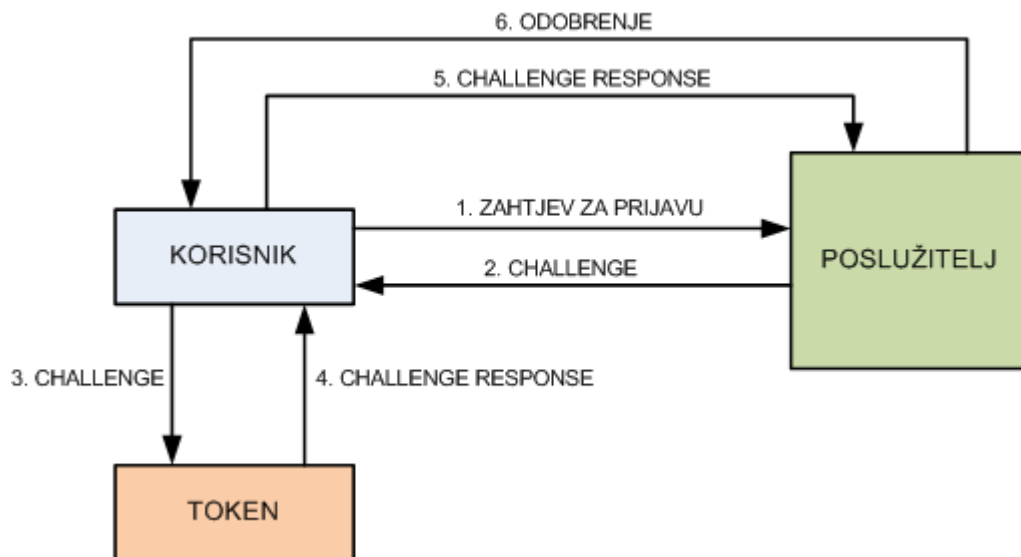 6. ODOBRENJE
5. CHALLENGE RESPONSE
1. ZAHTJEV ZA PRIJAVU
KORISNIK
POSLUŽITELJ
2. CHALLENGE
3. CHALLENGE
4. CHALLENGE RESPONSE
TOKEN